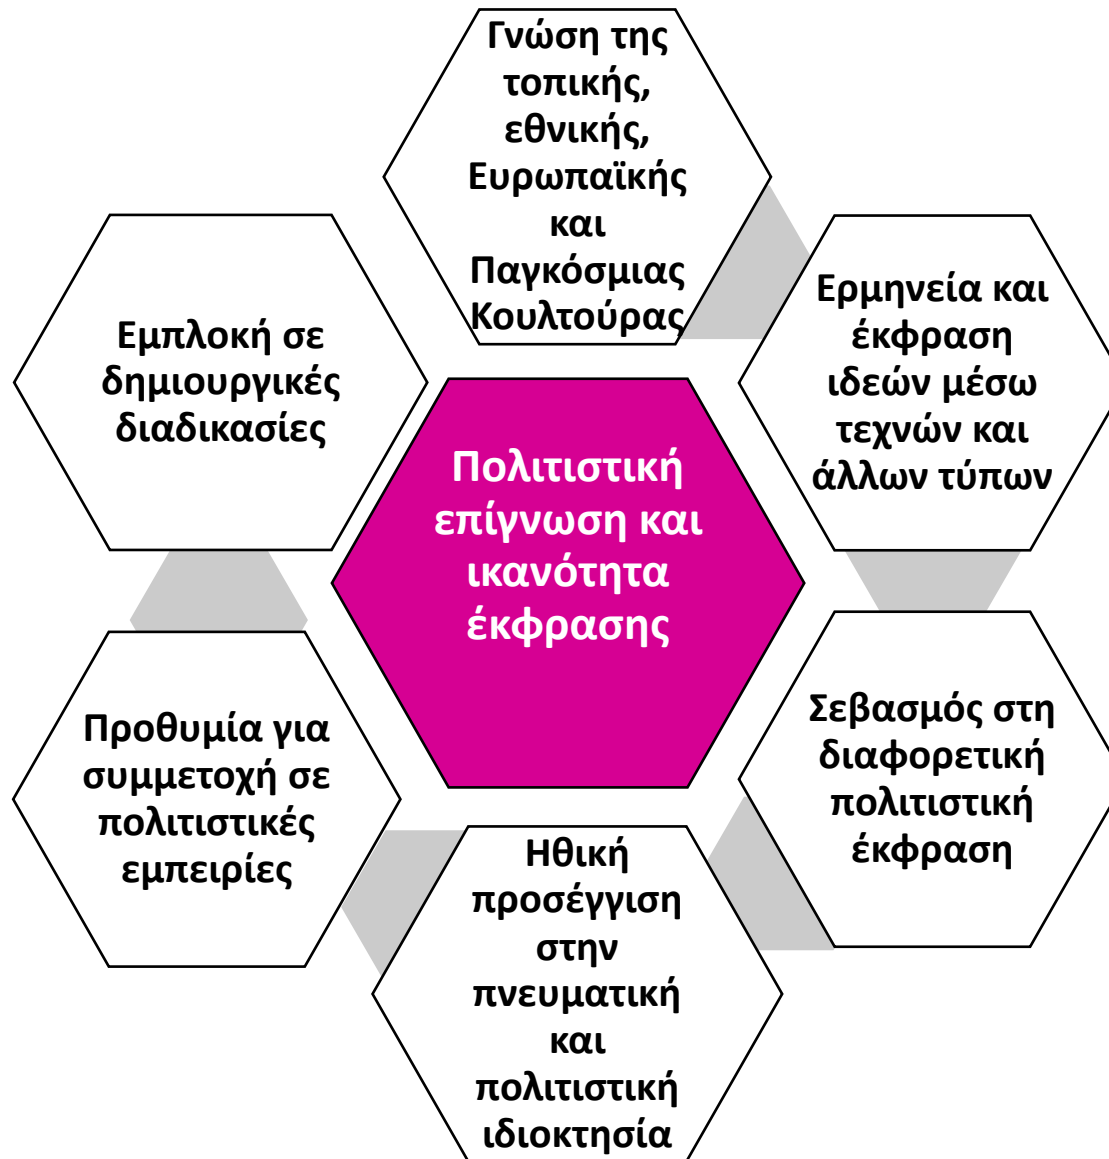 Γνώση της
τοπικής,
εθνικής,
Ευρωπαϊκής
και
Παγκόσμιας
Κουλτούρας
Ερμηνεία και
έκφραση
ιδεών μέσω
τεχνών και
άλλων τύπων
Σεβασμός στη
διαφορετική
πολιτιστική
έκφραση
Ηθική
προσέγγιση
στην
πνευματική
και
πολιτιστική
ιδιοκτησία
Προθυμία για
συμμετοχή σε
πολιτιστικές
εμπειρίες
Εμπλοκή σε
δημιουργικές
διαδικασίες
Πολιτιστική
επίγνωση και
ικανότητα
έκφρασης